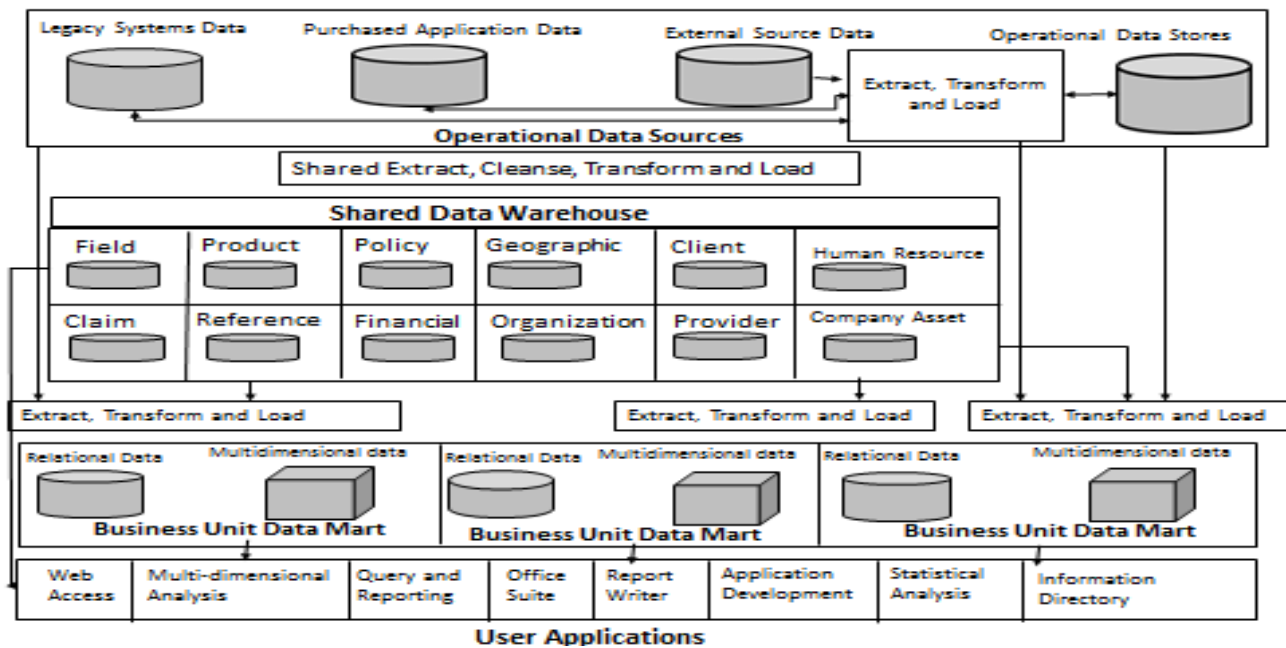 Legacy Systems Data
Purchased Application Data
External Source Data
Operational Data Stores
Extract, Transform
and Load
Operational Data Sources
Shared Extract, Cleanse, Transform and Load
Shared Data Warehouse
Field
Product
Policy
Geographic
Client
Human Resource
Claim
Reference
Financial
Organization
Provider
Company Asset
Extract, Transform and Load
Extract, Transform and Load
Extract, Transform and Load
Relational Data
Multidimensional data
Business Unit Data Mart
Relational Data
Multidimensional data
Business Unit Data Mart
Relational Data
Multidimensional data
Business Unit Data Mart
Web
Access
Multi-dimensional
Analysis
Query and
Reporting
Office
Suite
Report
Writer
Application
Development
Statistical
Analysis
Information
Directory
User Applications